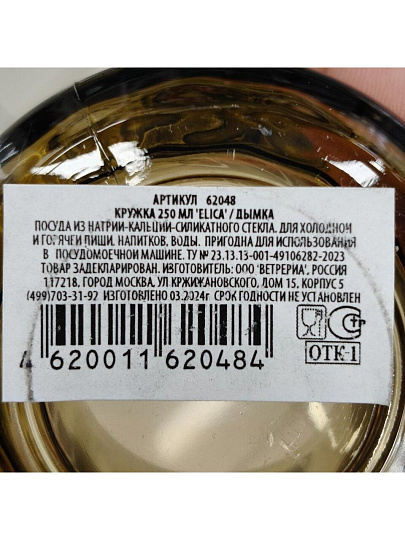 АРТИКУЛ 62048
КРУЖКА 250 МЛ 'ELICA' / ДЫМКА
ПОСУДА ИЗ НАТРИЙ-КАЛЬЦИЙ-СИЛИКАТНОГО СТЕКЛА. ДЛЯ ХОЛОДНОЙ
И ГОРЯЧЕЙ ПИЩИ, НАПИТКОВ, ВОДЫ. ПРИГОДНА ДЛЯ ИСПОЛЬЗОВАНИЯ
В ПОСУДОМОЕЧНОЙ МАШИНЕ. ТУ № 23.13.13-001-49106282-2023
ТОВАР ЗАДЕКЛАРИРОВАН. ИЗГОТОВИТЕЛЬ: ООО 'ВЕТРЕРИА', РОССИЯ
117218, ГОРОД МОСКВА, УЛ КРЖИЖАНОВСКОГО, ДОМ 15, КОРПУС 5
(499)703-31-92 ИЗГОТОВЛЕНО 03.2024г СРОК ГОДНОСТИ НЕ УСТАНОВЛЕН
4 620011 620484
ОТК-1